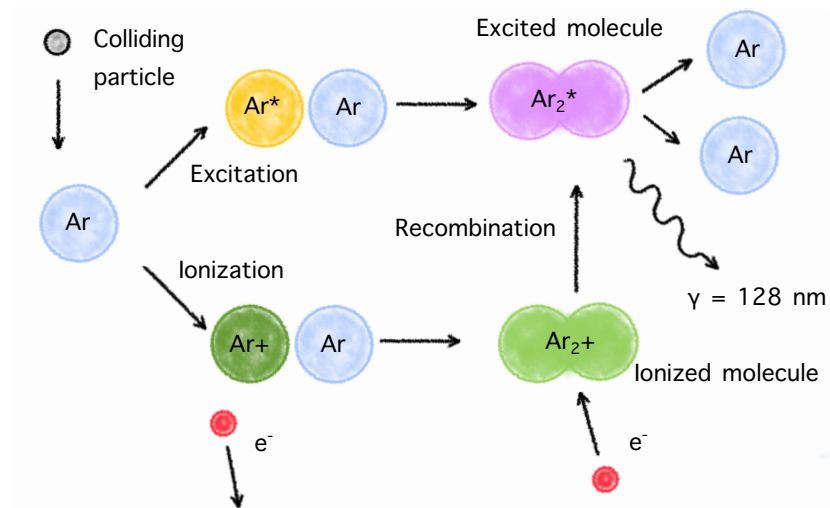 Colliding
particle
Excited molecule
Ar
Ar*
Ar
Ar₂*
Ar
Excitation
Ar
Recombination
Ionization
γ = 128 nm
Ar+
Ar
Ar₂+
Ionized molecule
e⁻
e⁻